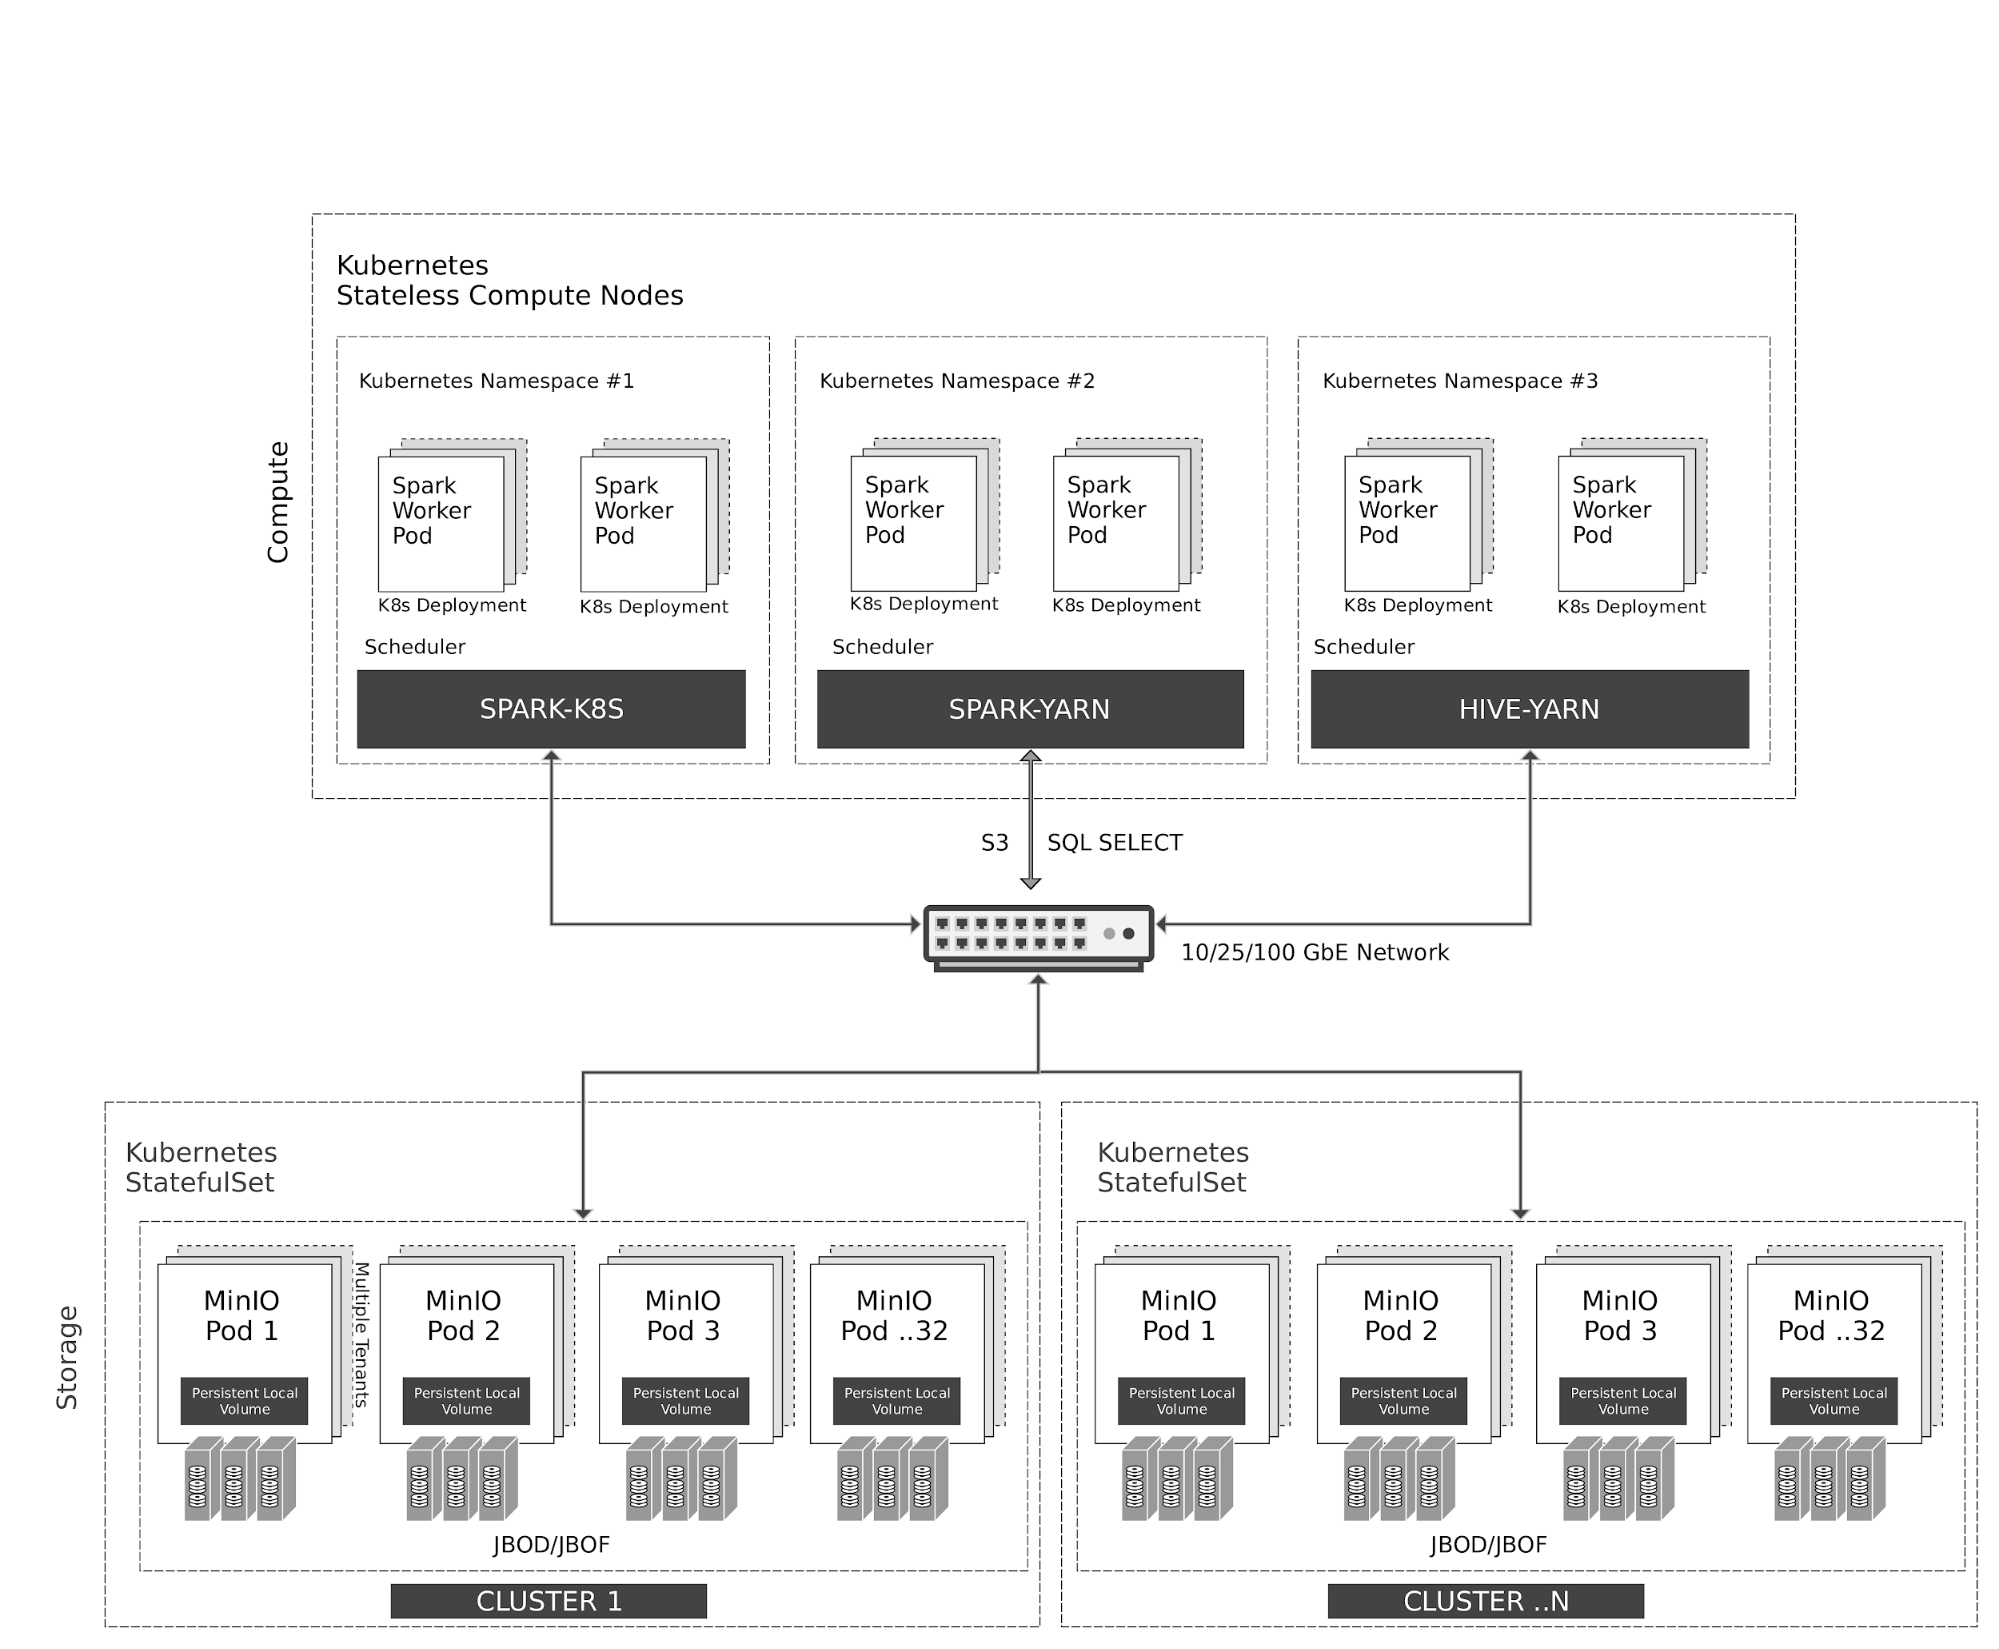 Kubernetes
Stateless Compute Nodes
Compute
Kubernetes Namespace #1
Spark
Worker
Pod
K8s Deployment
Spark
Worker
Pod
K8s Deployment
Scheduler
SPARK-K8S
Kubernetes Namespace #2
Spark
Worker
Pod
K8s Deployment
Spark
Worker
Pod
K8s Deployment
Scheduler
SPARK-YARN
Kubernetes Namespace #3
Spark
Worker
Pod
K8s Deployment
Spark
Worker
Pod
K8s Deployment
Scheduler
HIVE-YARN
S3
SQL SELECT
10/25/100 GbE Network
Storage
Kubernetes
StatefulSet
MinIO
Pod 1
Persistent Local
Volume
Multiple Tenants
MinIO
Pod 2
Persistent Local
Volume
MinIO
Pod 3
Persistent Local
Volume
MinIO
Pod ..32
Persistent Local
Volume
JBOD/JBOF
CLUSTER 1
Kubernetes
StatefulSet
MinIO
Pod 1
Persistent Local
Volume
MinIO
Pod 2
Persistent Local
Volume
MinIO
Pod 3
Persistent Local
Volume
MinIO
Pod ..32
Persistent Local
Volume
JBOD/JBOF
CLUSTER ..N